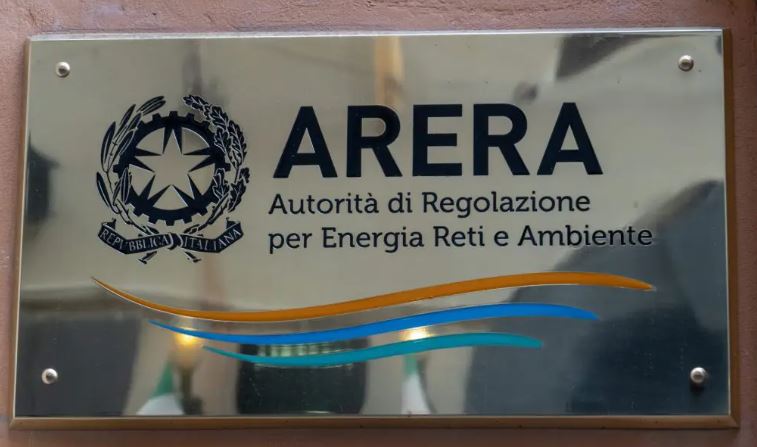 ARERA
Autorità di Regolazione
per Energia Reti e Ambiente
REPVBBLICA ITALIANA